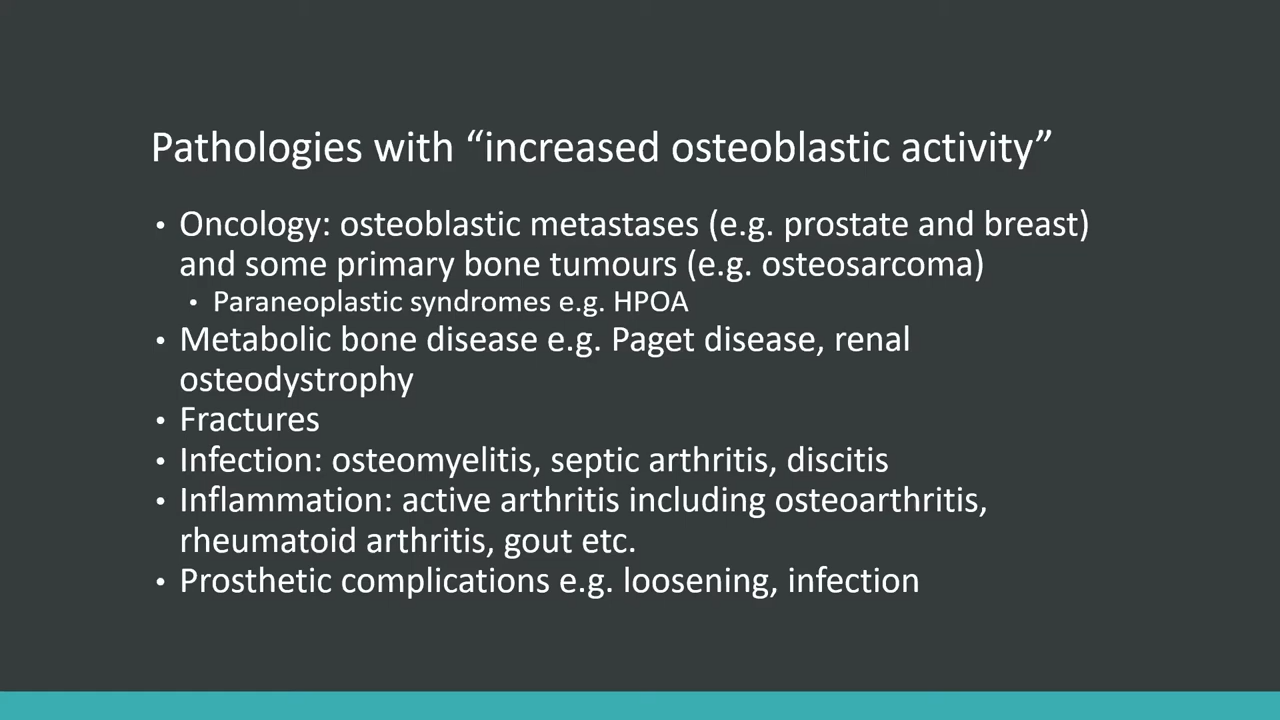 Pathologies with “increased osteoblastic activity”
• Oncology: osteoblastic metastases (e.g. prostate and breast)
and some primary bone tumours (e.g. osteosarcoma)
• Paraneoplastic syndromes e.g. HPOA
• Metabolic bone disease e.g. Paget disease, renal
osteodystrophy
• Fractures
• Infection: osteomyelitis, septic arthritis, discitis
• Inflammation: active arthritis including osteoarthritis,
rheumatoid arthritis, gout etc.
• Prosthetic complications e.g. loosening, infection